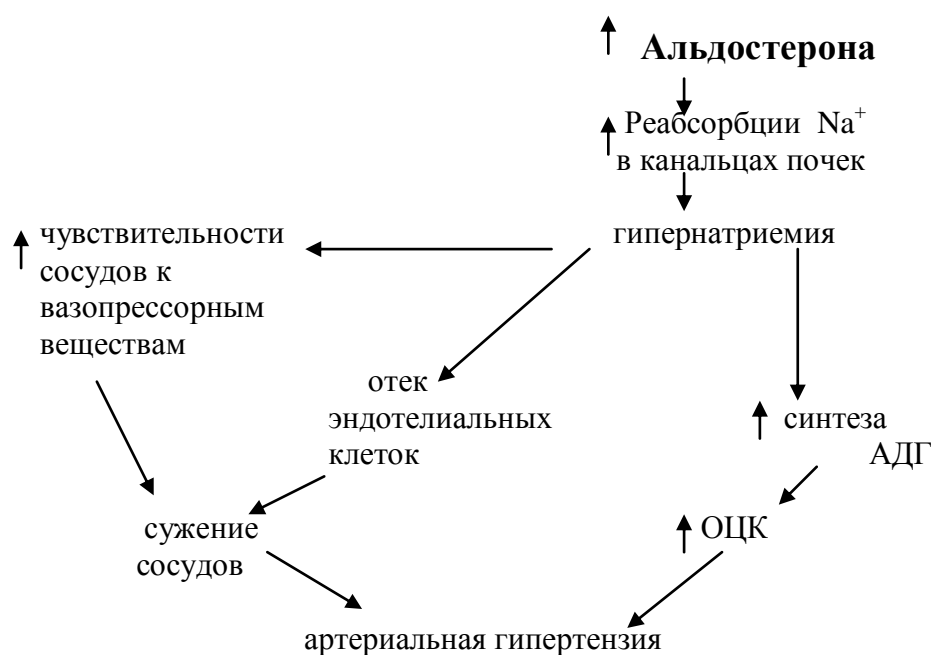 ↑ Альдостерона
↑ Реабсорбции Na⁺
в канальцах почек
гипернатриемия
↑ чувствительности
сосудов к
вазопрессорным
веществам
отек
эндотелиальных
клеток
↑ синтеза
АДГ
сужение
сосудов
↑ ОЦК
артериальная гипертензия